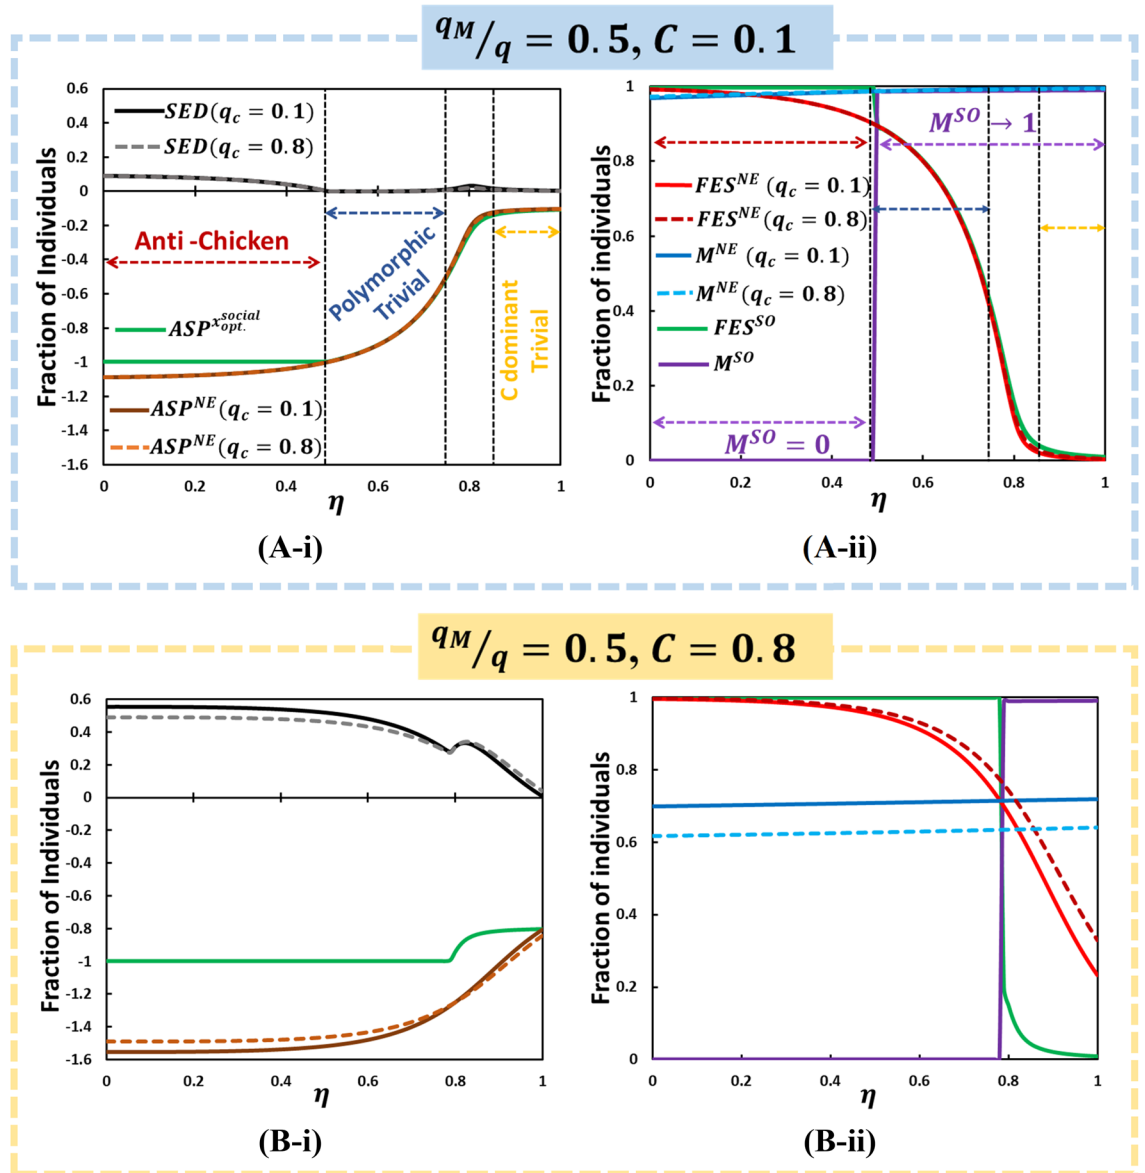 qM/q = 0.5, C = 0.1
Fraction of Individuals
0.6
0.4
0.2
0
-0.2
-0.4
-0.6
-0.8
-1
-1.2
-1.4
-1.6
SED(qc = 0.1)
SED(qc = 0.8)
Anti -Chicken
Polymorphic
Trivial
C dominant
Trivial
ASP^x_opt.^social
ASP^NE(qc = 0.1)
ASP^NE(qc = 0.8)
0 0.2 0.4 0.6 0.8 1
η
(A-i)
Fraction of individuals
1
0.8
0.6
0.4
0.2
0
M^SO → 1
FES^NE (qc = 0.1)
FES^NE (qc = 0.8)
M^NE (qc = 0.1)
M^NE(qc = 0.8)
FES^SO
M^SO
M^SO = 0
0 0.2 0.4 0.6 0.8 1
η
(A-ii)
qM/q = 0.5, C = 0.8
Fraction of Individuals
0.6
0.4
0.2
0
-0.2
-0.4
-0.6
-0.8
-1
-1.2
-1.4
-1.6
0 0.2 0.4 0.6 0.8 1
η
(B-i)
Fraction of individuals
1
0.8
0.6
0.4
0.2
0
0 0.2 0.4 0.6 0.8 1
η
(B-ii)